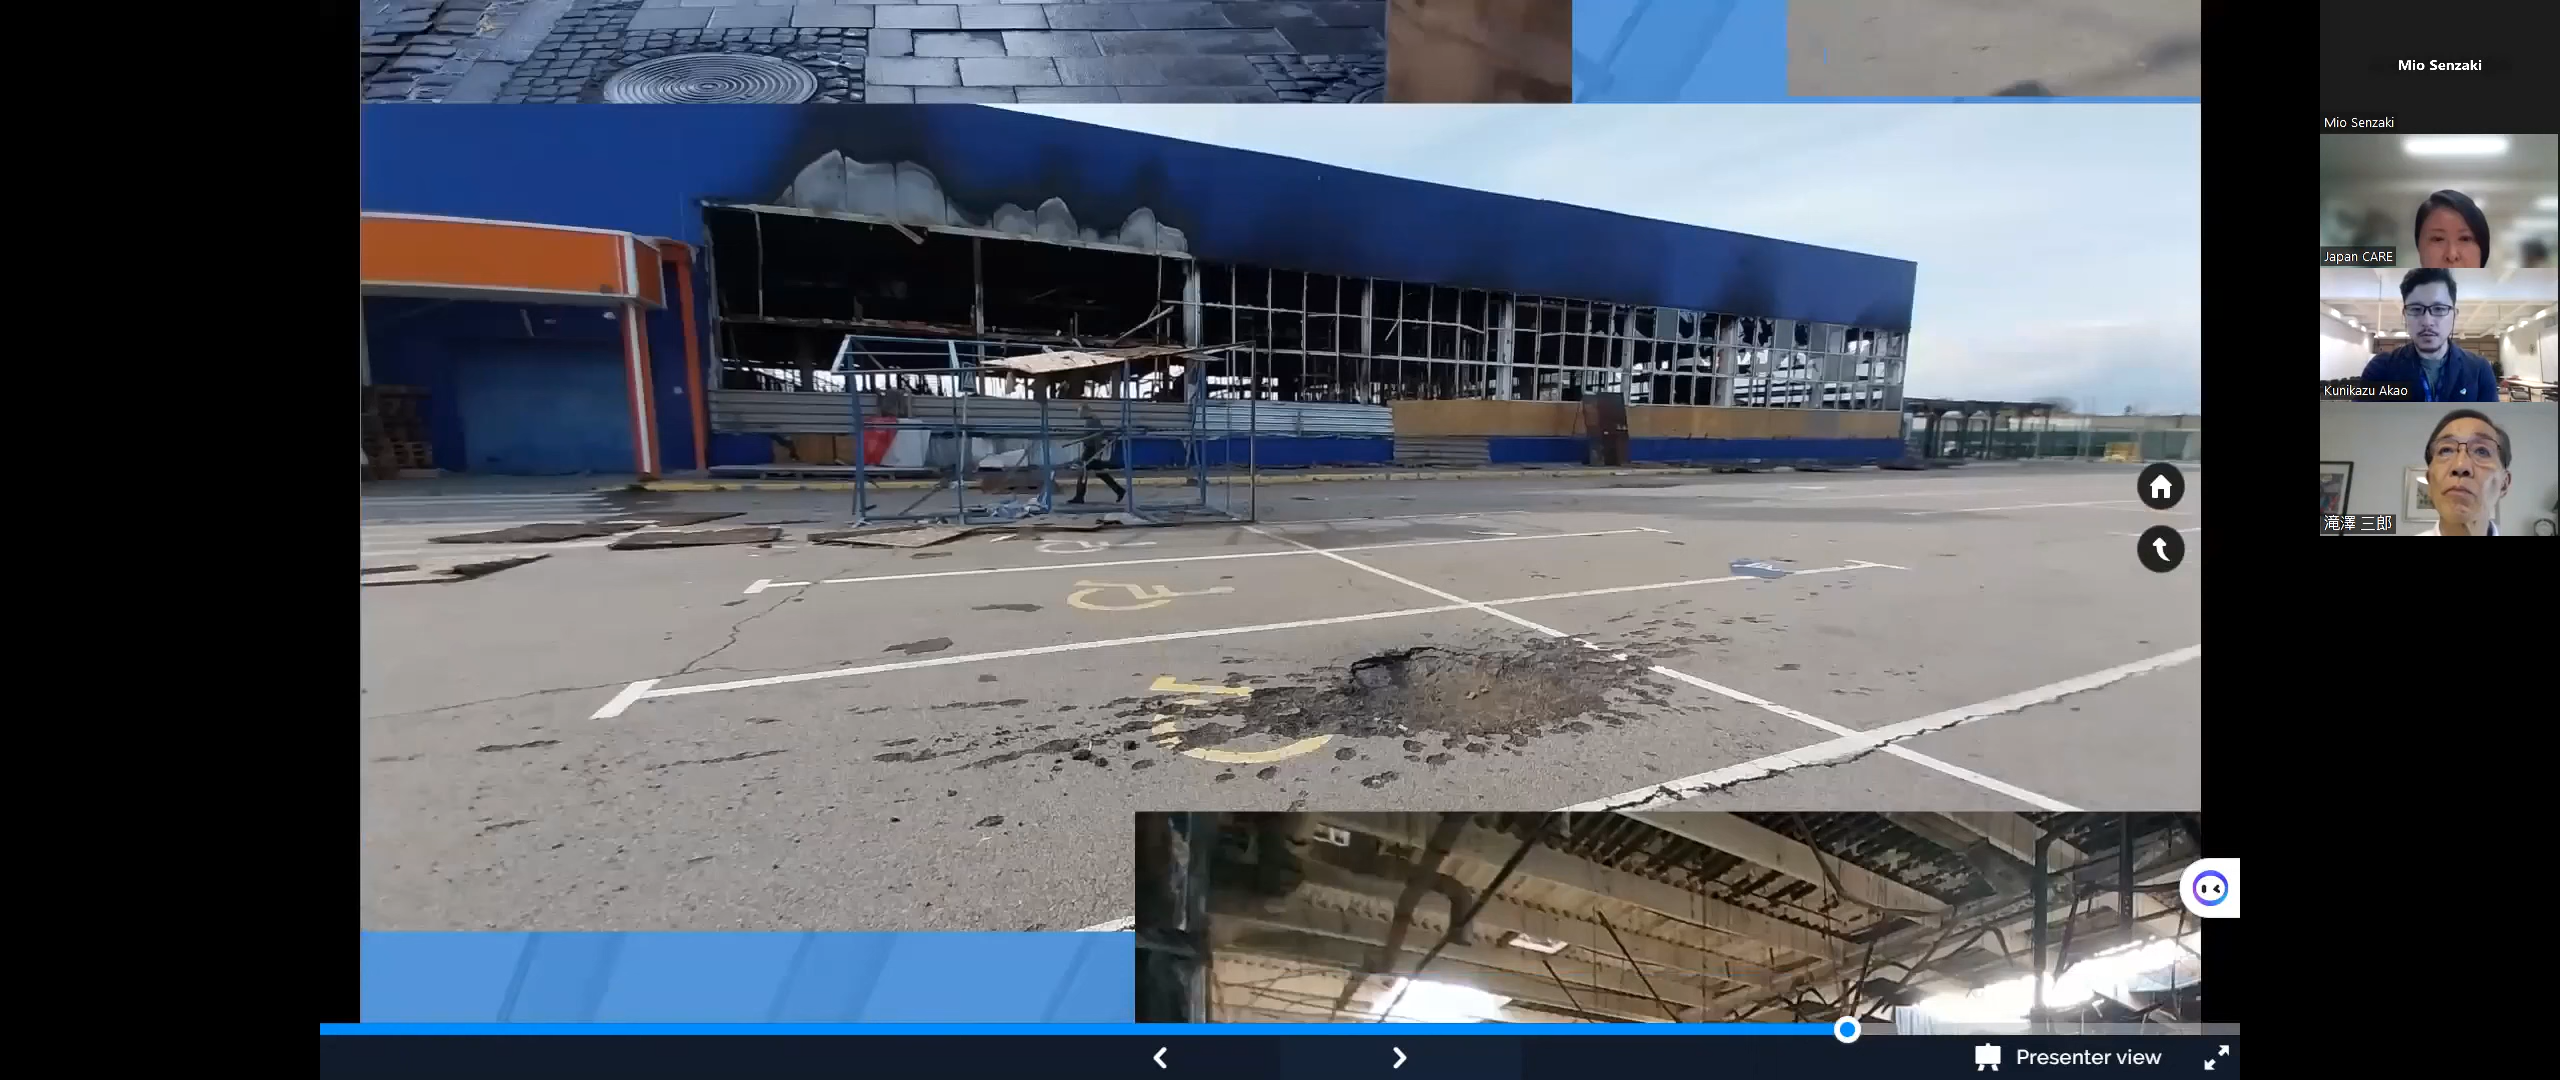 Mio Senzaki
Mio Senzaki
Japan CARE
Kunikazu Akao
滝澤 三郎
Presenter view